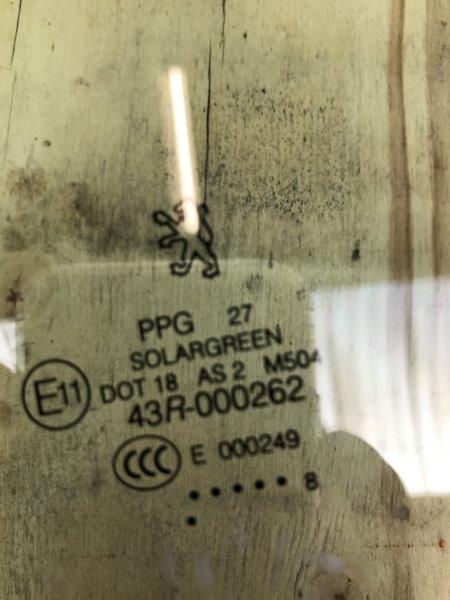 PPG 27
SOLARGREEN
E11 DOT 18 AS 2 M504
43R-000262
CCC E 000249
• • • • • 8
•